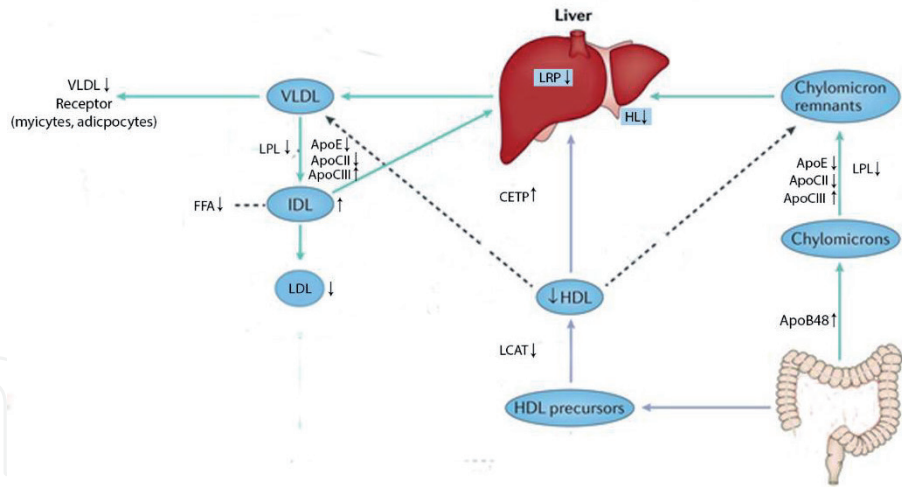 Liver
LRP ↓
HL↓
VLDL ↓
Receptor
(myicytes, adicpocytes)
VLDL
LPL ↓
ApoE↓
ApoCII↓
ApoCIII↑
FFA↓
IDL ↑
LDL ↓
CETP↑
↓HDL
LCAT↓
HDL precursors
Chylomicron
remnants
ApoE↓
ApoCII↓
ApoCIII↑
LPL↓
Chylomicrons
ApoB48↑